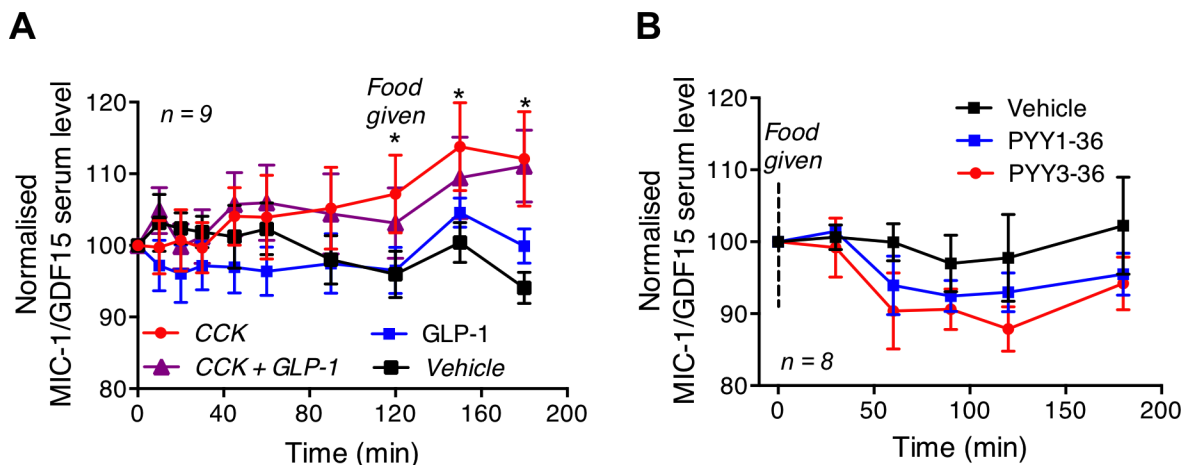 A
Normalised
MIC-1/GDF15 serum level
120
110
100
90
80
n = 9
Food
given
*
*
*
CCK
GLP-1
CCK + GLP-1
Vehicle
0
40
80
120
160
200
Time (min)
B
Normalised
MIC-1/GDF15 serum level
120
110
100
90
80
Food
given
Vehicle
PYY1-36
PYY3-36
n = 8
0
50
100
150
200
Time (min)